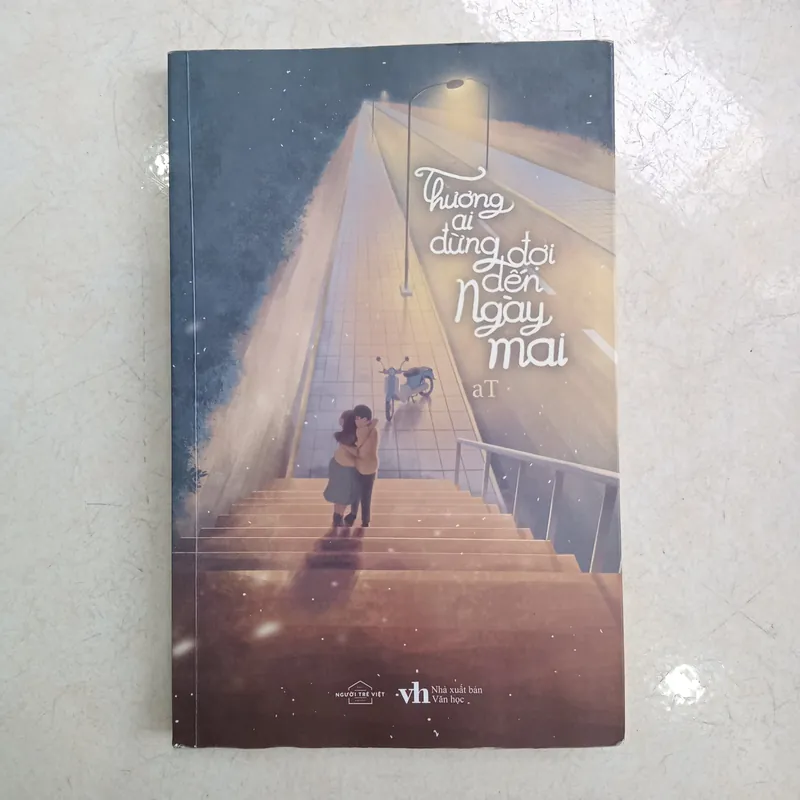 Thương
ai
đừng đợi
đến
Ngày
mai
aT
NGƯỜI TRẺ VIỆT
vh Nhà xuất bản
Văn học